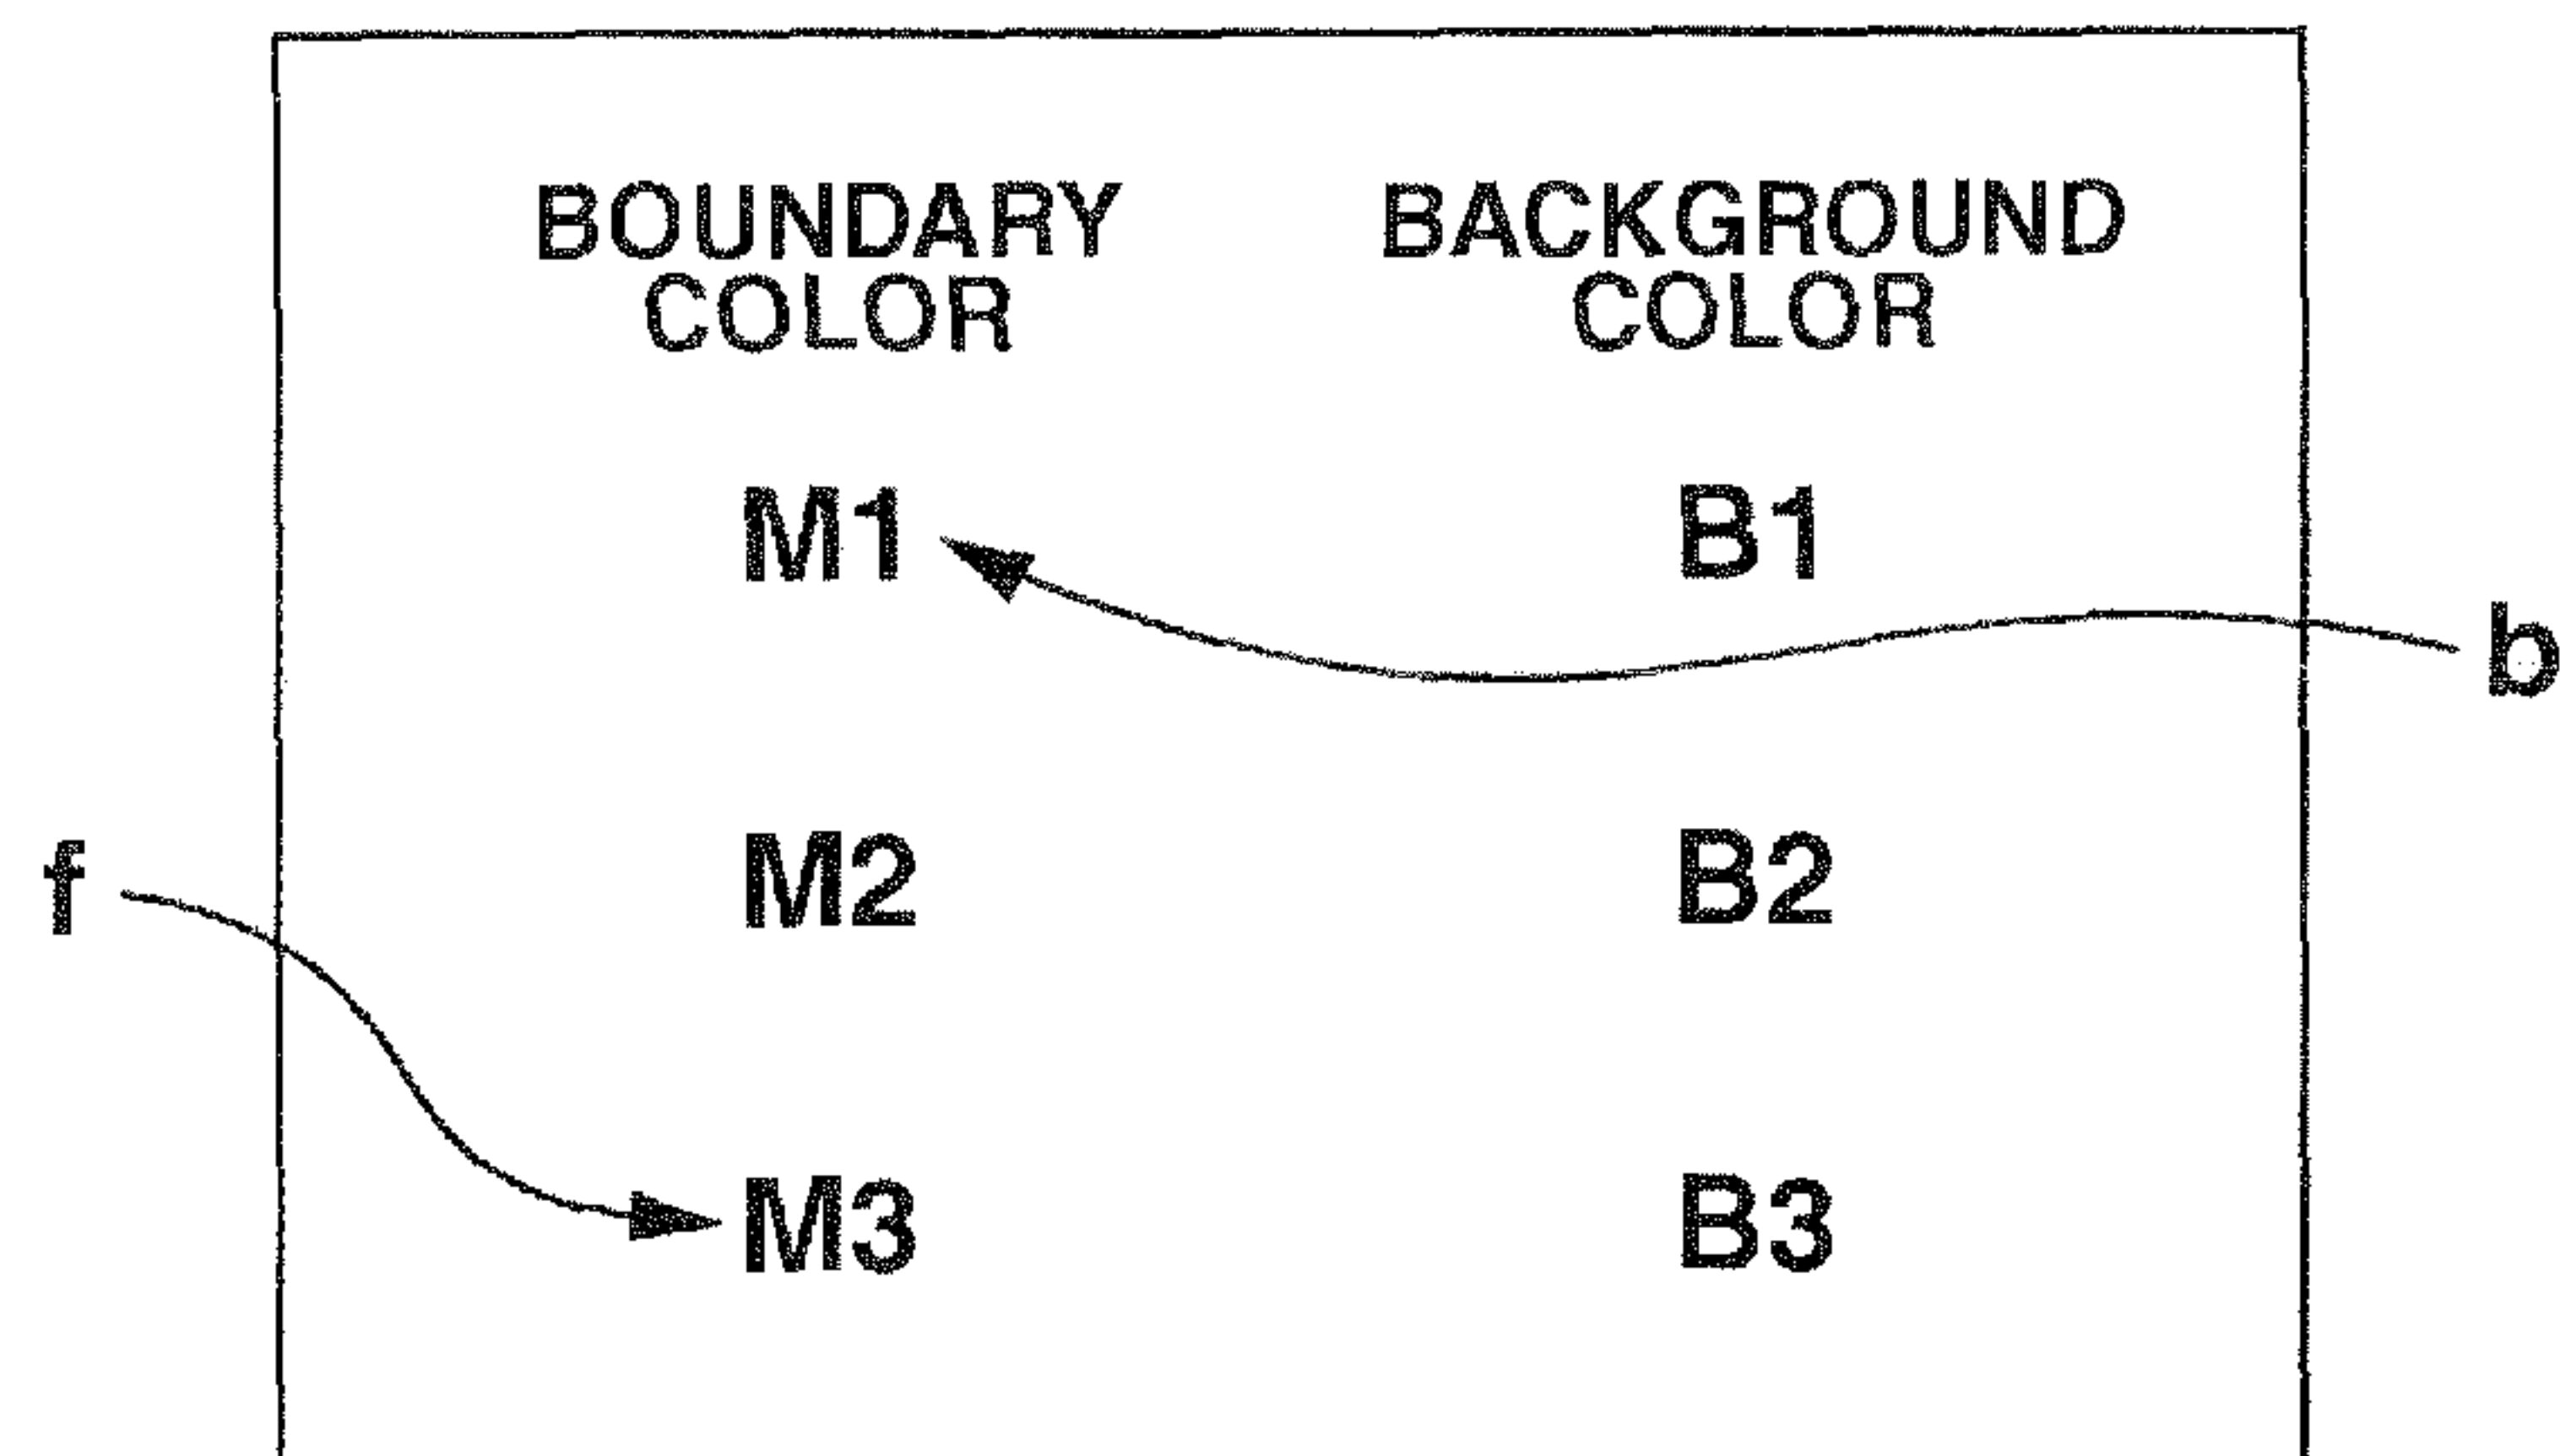 BOUNDARY COLOR BACKGROUND COLOR
M1 B1
b
f M2 B2
M3 B3